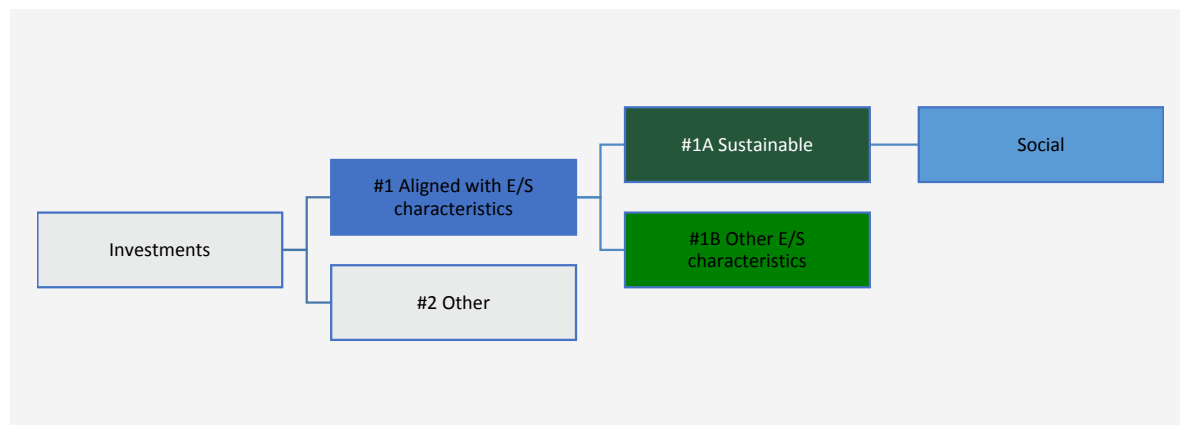 #1A Sustainable
Social
#1 Aligned with E/S
characteristics
Investments
#1B Other E/S
characteristics
#2 Other